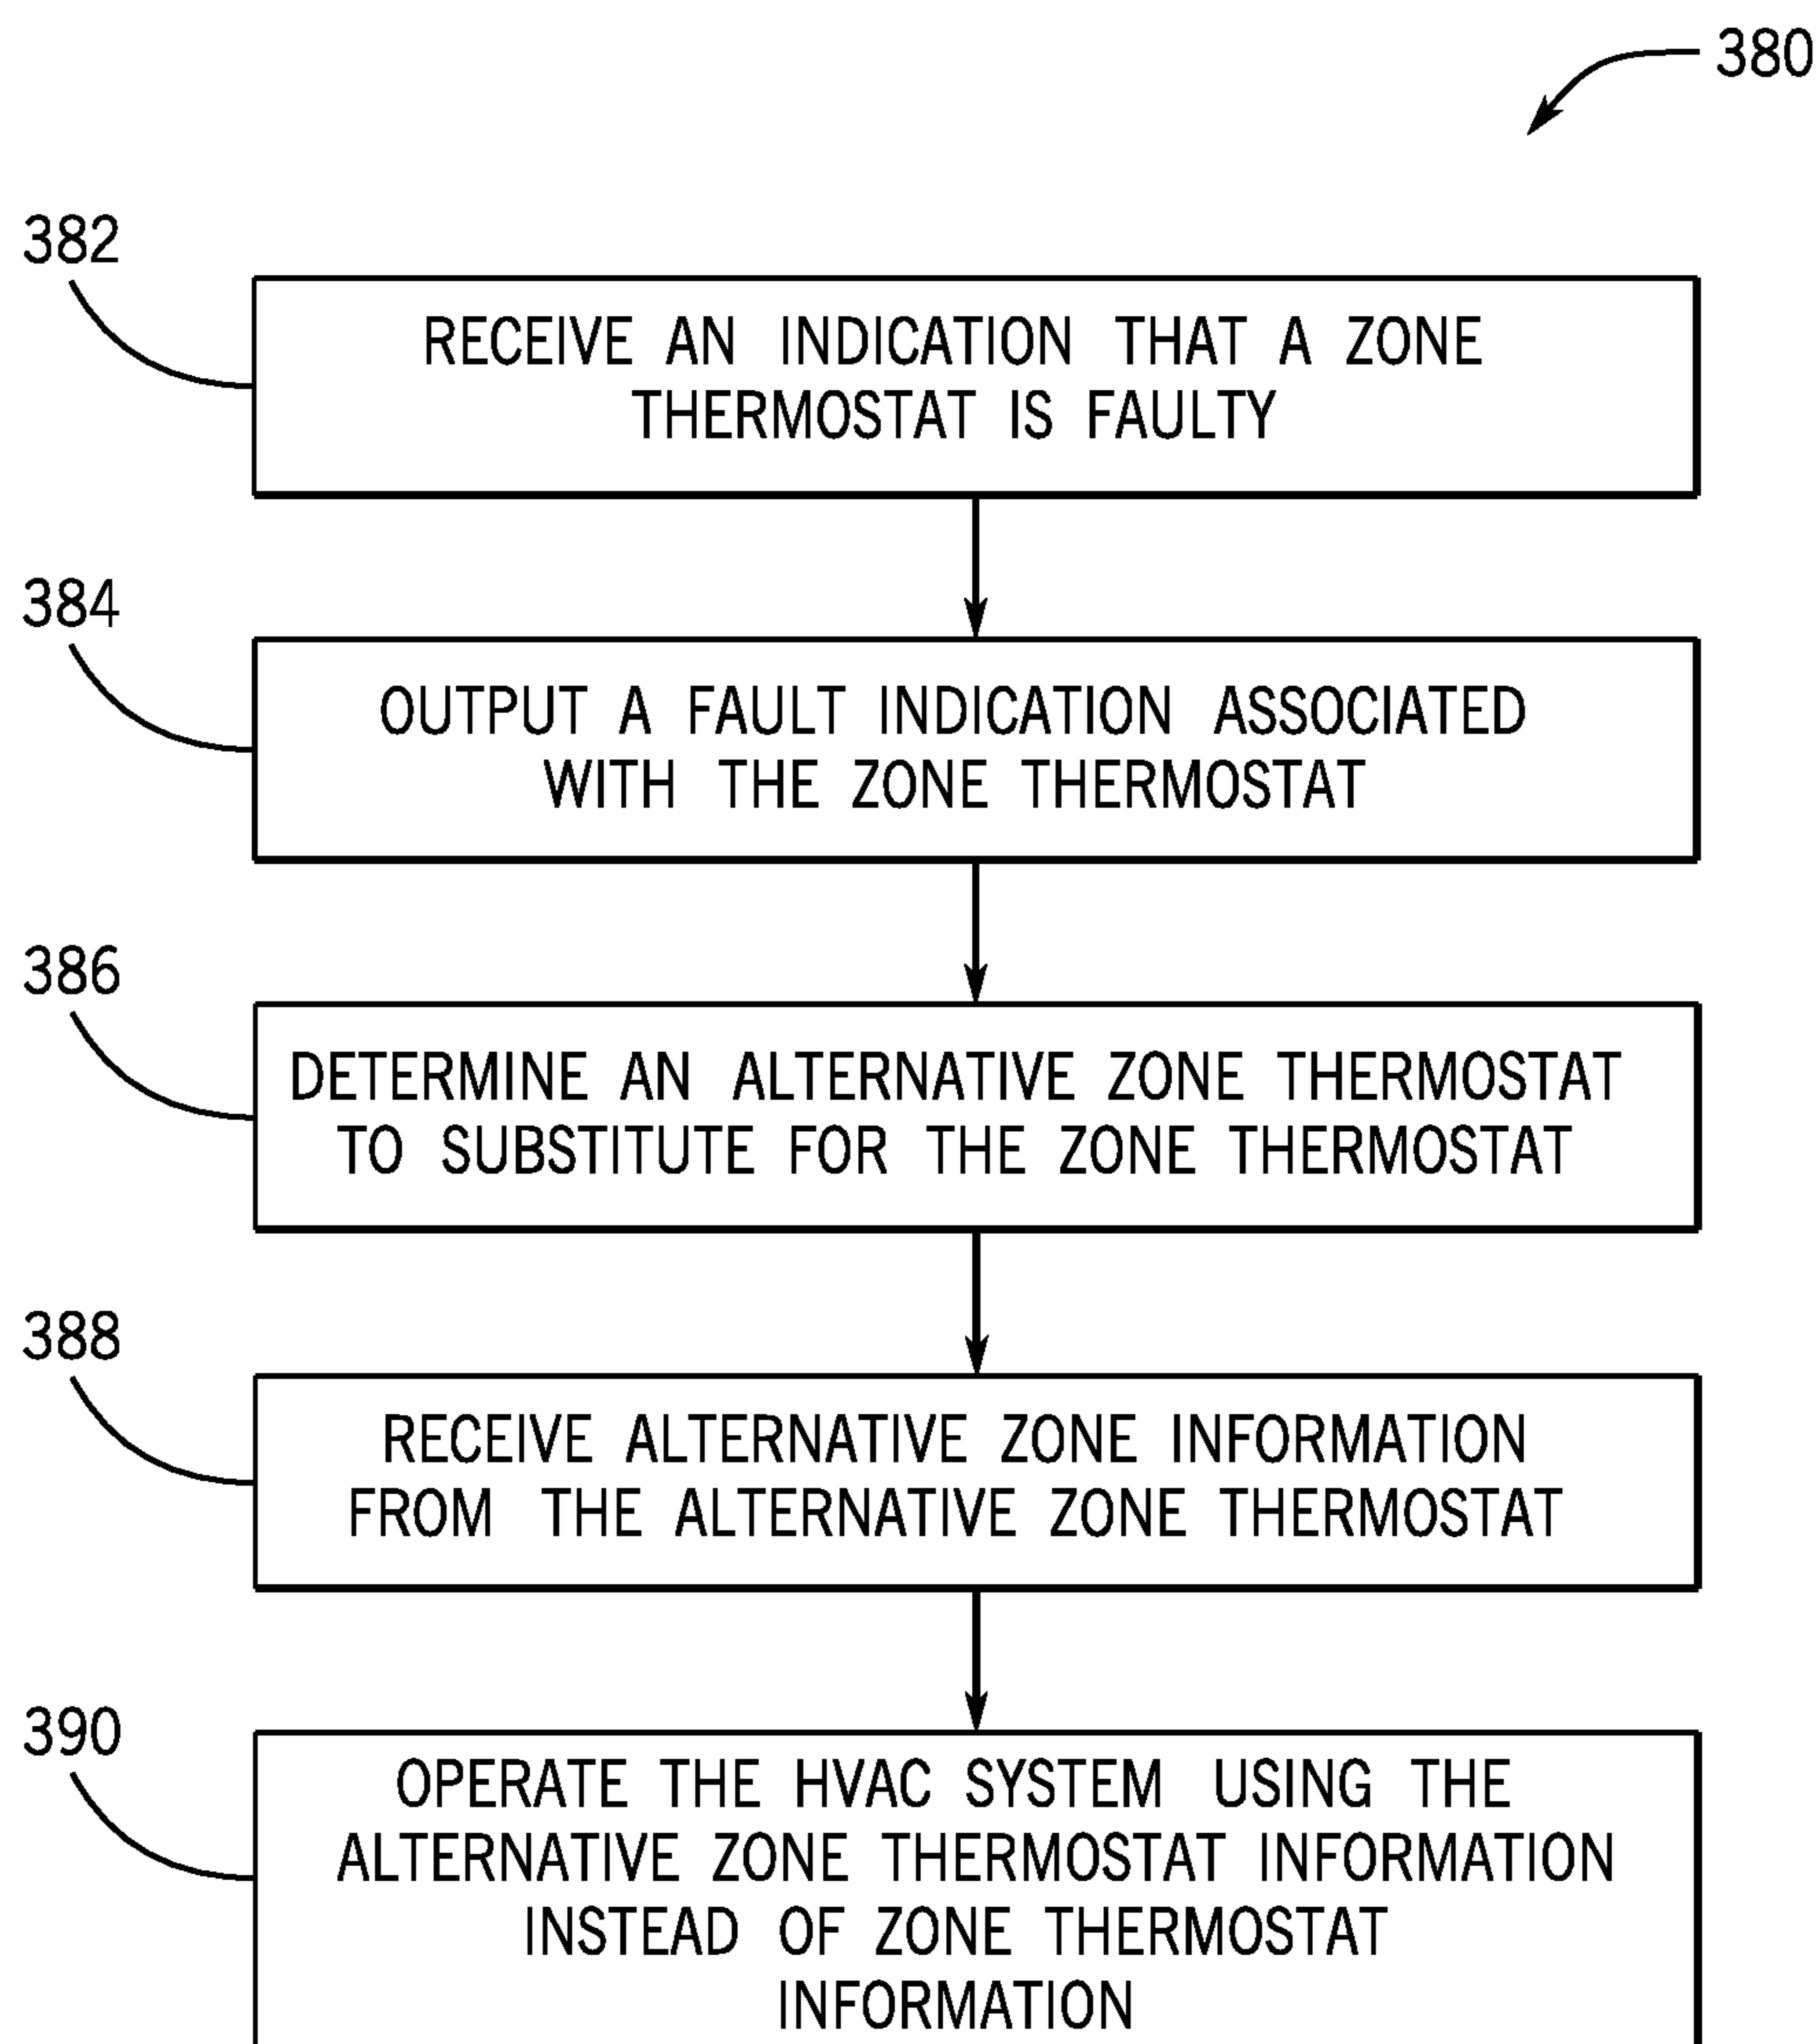 380
382
RECEIVE AN INDICATION THAT A ZONE
THERMOSTAT IS FAULTY
384
OUTPUT A FAULT INDICATION ASSOCIATED
WITH THE ZONE THERMOSTAT
386
DETERMINE AN ALTERNATIVE ZONE THERMOSTAT
TO SUBSTITUTE FOR THE ZONE THERMOSTAT
388
RECEIVE ALTERNATIVE ZONE INFORMATION
FROM THE ALTERNATIVE ZONE THERMOSTAT
390
OPERATE THE HVAC SYSTEM USING THE
ALTERNATIVE ZONE THERMOSTAT INFORMATION
INSTEAD OF ZONE THERMOSTAT
INFORMATION